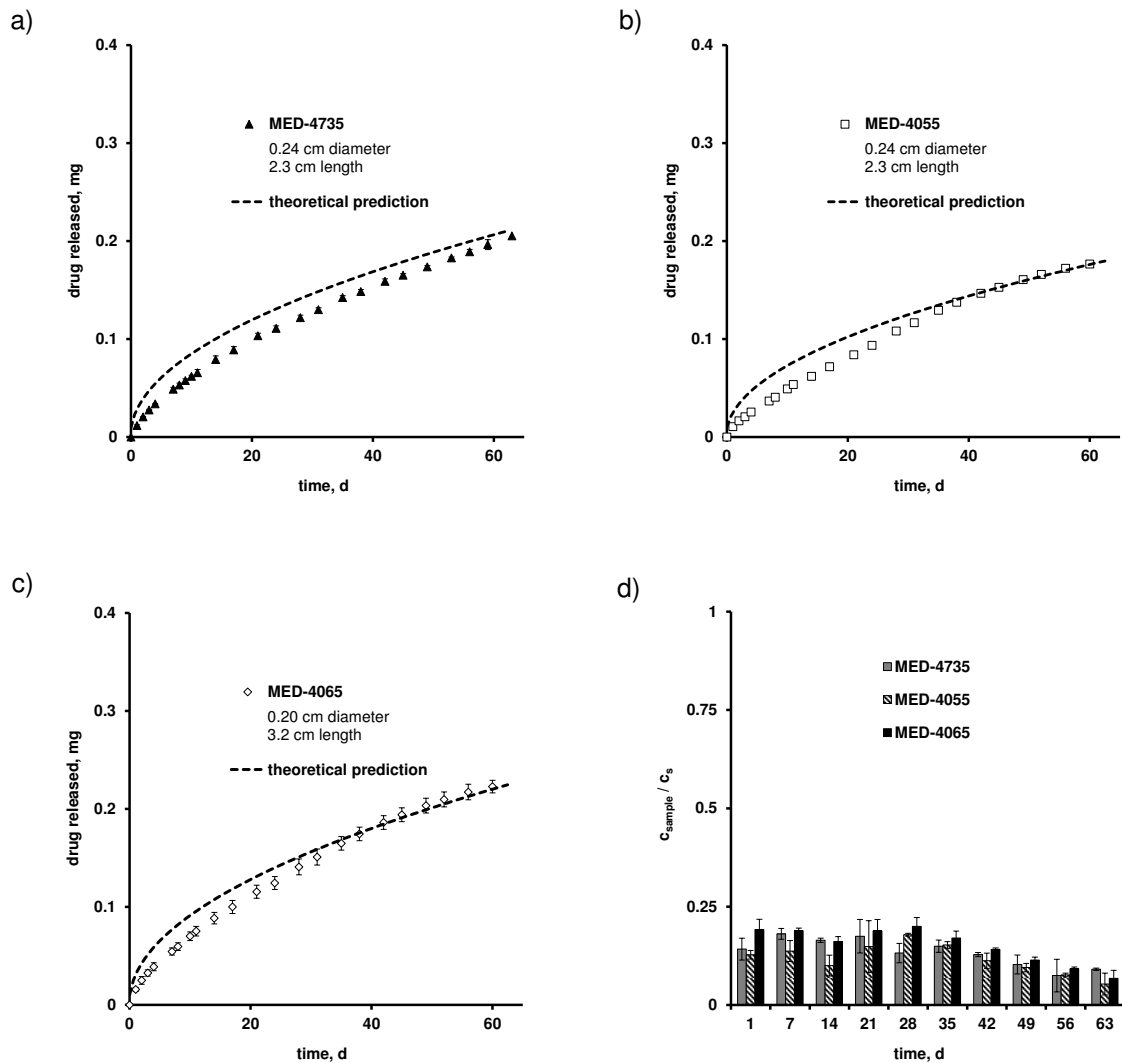 a)
0.4
0.3
0.2
0.1
0
drug released, mg
MED-4735
0.24 cm diameter
2.3 cm length
theoretical prediction
0 20 40 60
time, d
b)
0.4
0.3
0.2
0.1
0
drug released, mg
MED-4055
0.24 cm diameter
2.3 cm length
theoretical prediction
0 20 40 60
time, d
c)
0.4
0.3
0.2
0.1
0
drug released, mg
MED-4065
0.20 cm diameter
3.2 cm length
theoretical prediction
0 20 40 60
time, d
d)
1
0.75
0.5
0.25
0
c_sample / c_s
MED-4735
MED-4055
MED-4065
1 7 14 21 28 35 42 49 56 63
time, d